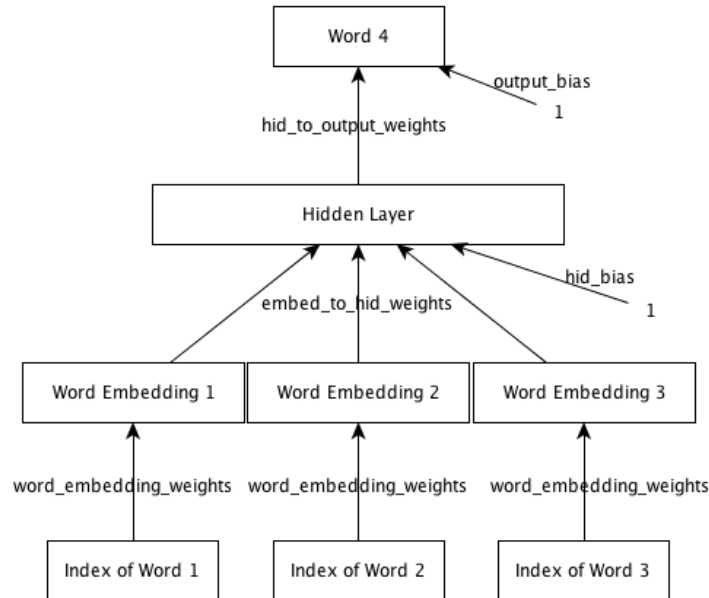 Word 4
output_bias
1
hid_to_output_weights
Hidden Layer
hid_bias
embed_to_hid_weights
1
Word Embedding 1
Word Embedding 2
Word Embedding 3
word_embedding_weights
word_embedding_weights
word_embedding_weights
Index of Word 1
Index of Word 2
Index of Word 3